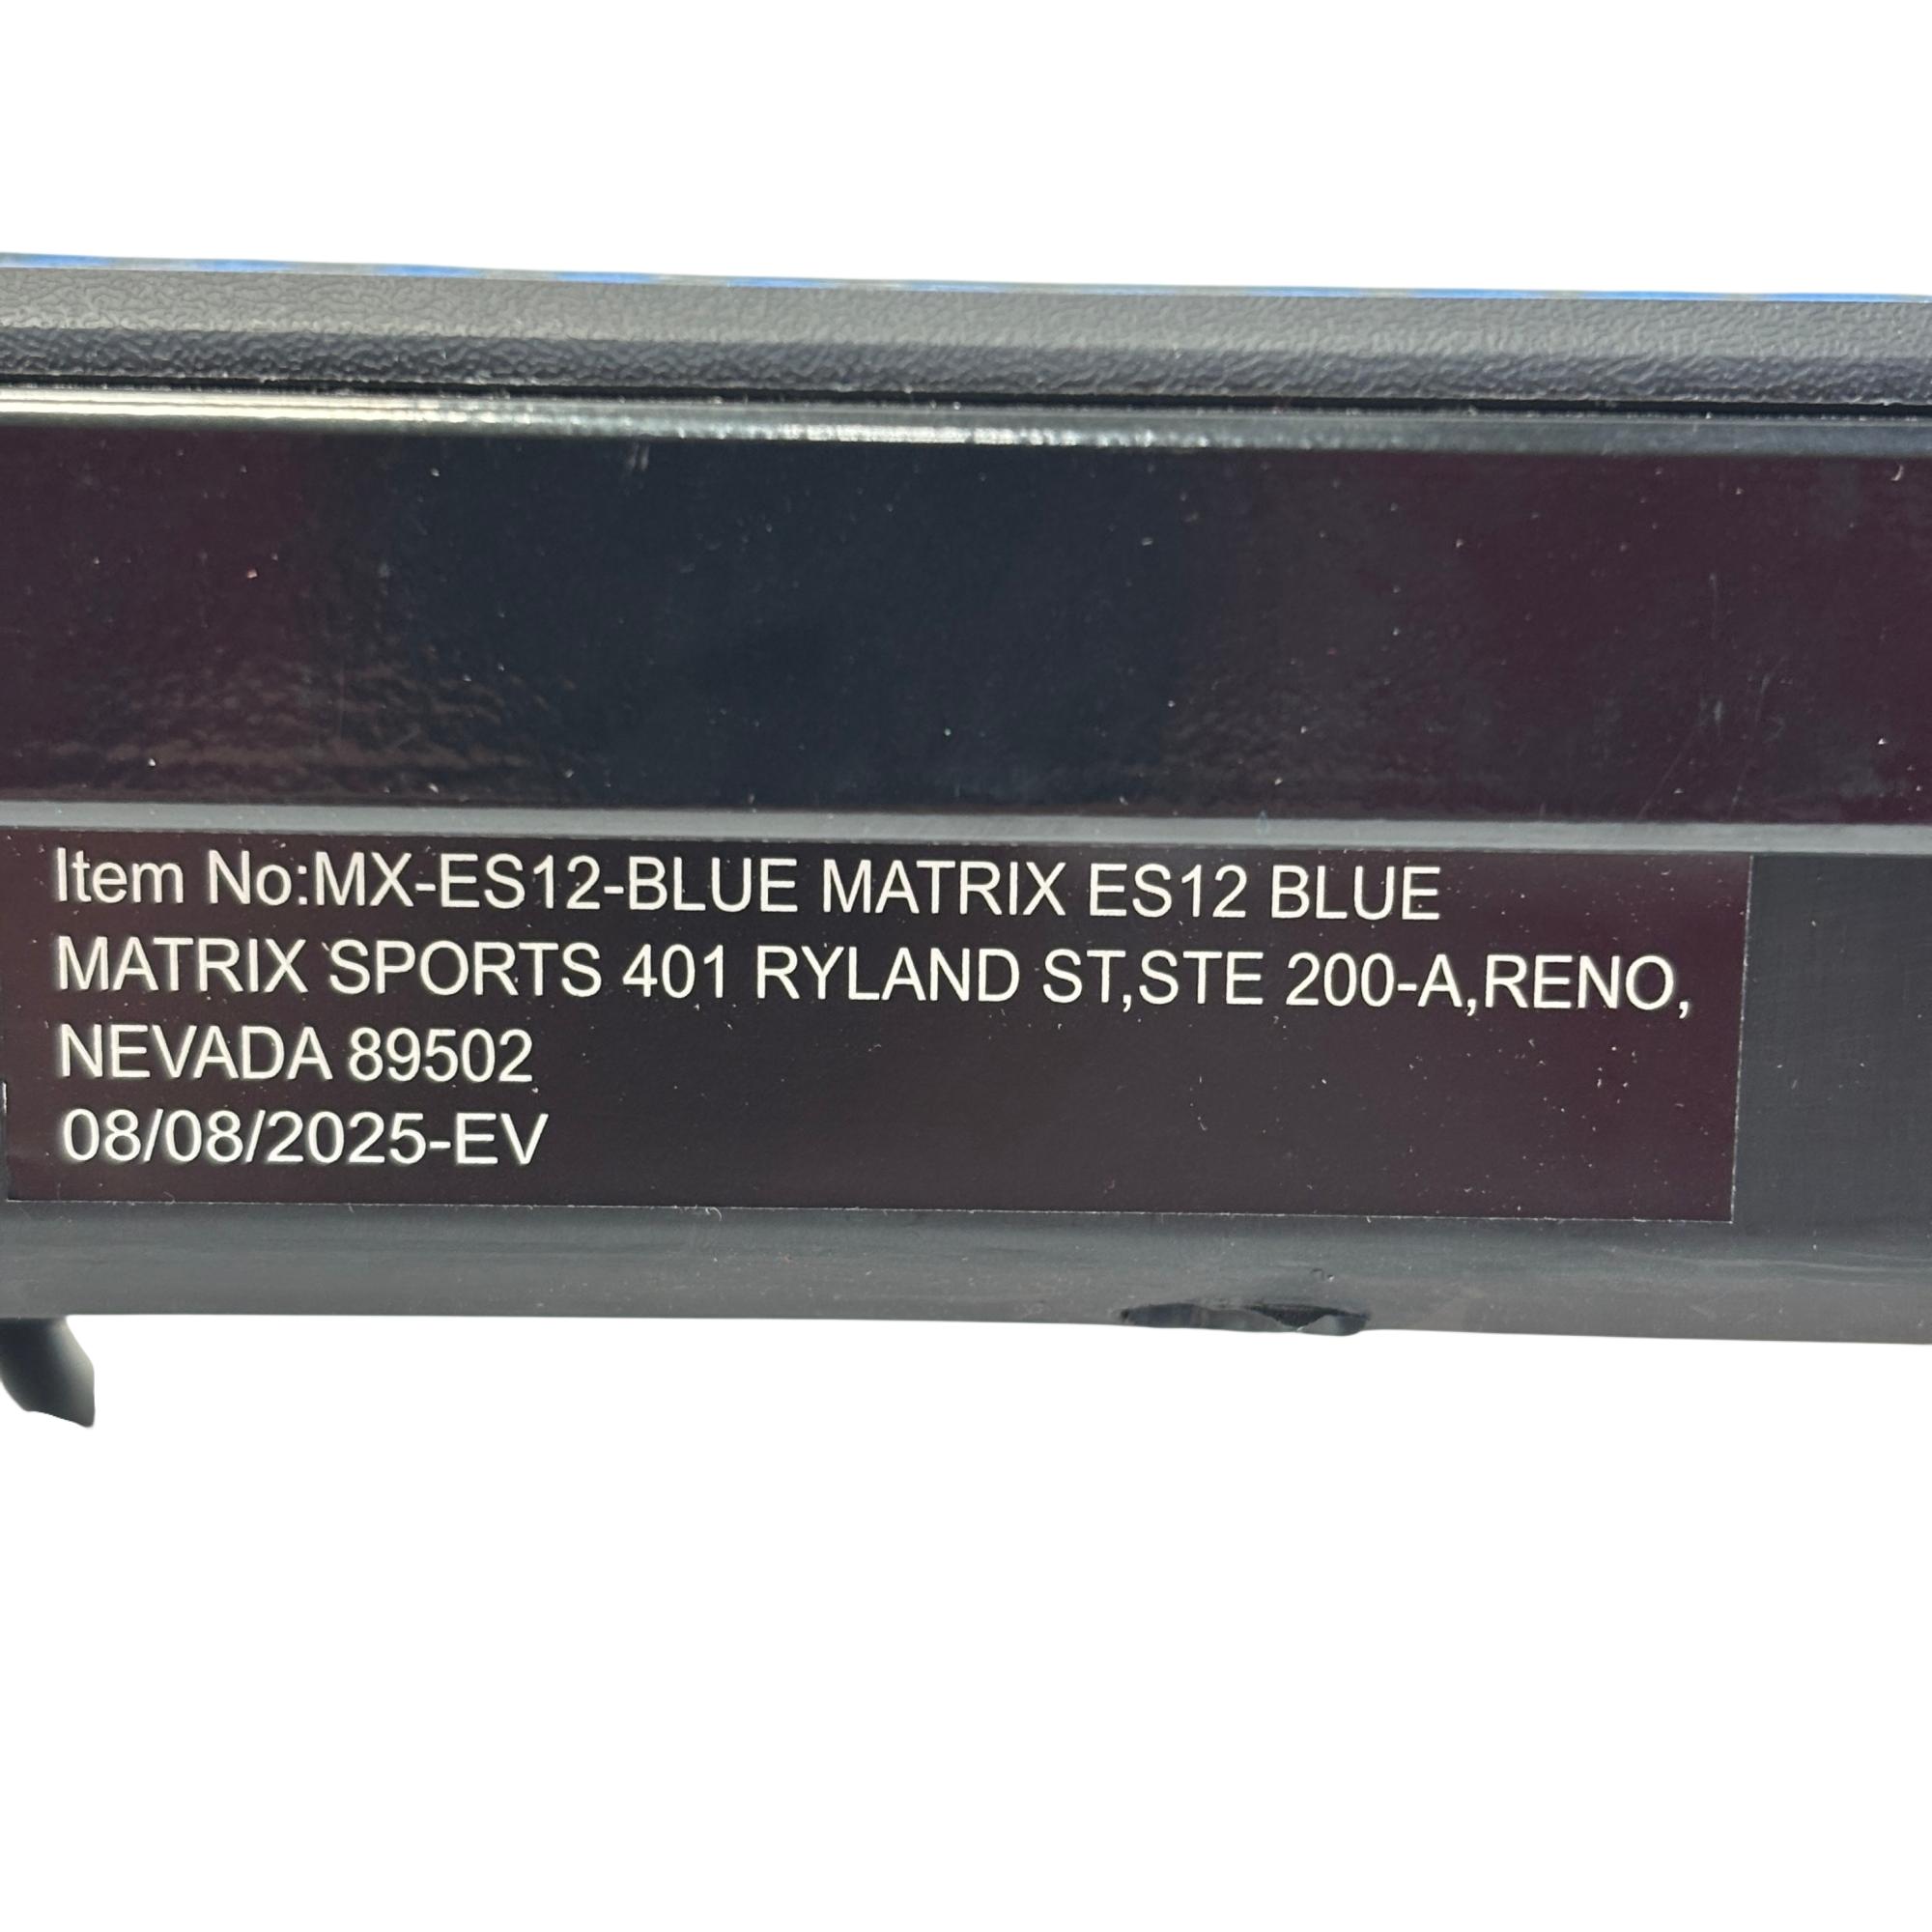 Item No:MX-ES12-BLUE MATRIX ES12 BLUE
MATRIX SPORTS 401 RYLAND ST,STE 200-A,RENO,
NEVADA 89502
08/08/2025-EV